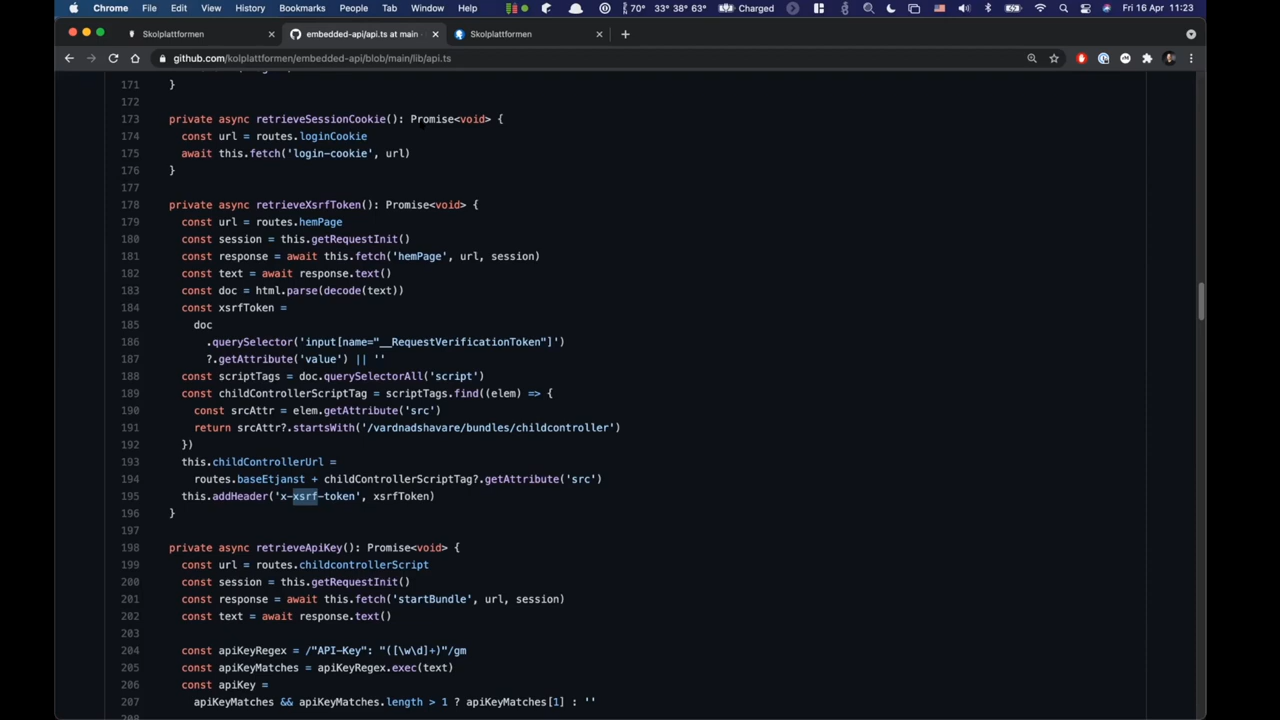 Chrome File Edit View History Bookmarks People Tab Window Help 70° 33° 38° 63° Charged Fri 16 Apr 11:23
Skolplattformen × embedded-api/api.ts at main × Skolplattformen × +
github.com/kolplattformen/embedded-api/blob/main/lib/api.ts
171 }
172
173 private async retrieveSessionCookie(): Promise<void> {
174 const url = routes.loginCookie
175 await this.fetch('login-cookie', url)
176 }
177
178 private async retrieveXsrfToken(): Promise<void> {
179 const url = routes.hemPage
180 const session = this.getRequestInit()
181 const response = await this.fetch('hemPage', url, session)
182 const text = await response.text()
183 const doc = html.parse(decode(text))
184 const xsrfToken =
185 doc
186 .querySelector('input[name="__RequestVerificationToken"]')
187 ?.getAttribute('value') || ''
188 const scriptTags = doc.querySelectorAll('script')
189 const childControllerScriptTag = scriptTags.find((elem) => {
190 const srcAttr = elem.getAttribute('src')
191 return srcAttr?.startsWith('/vardnadshavare/bundles/childcontroller')
192 })
193 this.childControllerUrl =
194 routes.baseEtjanst + childControllerScriptTag?.getAttribute('src')
195 this.addHeader('x-xsrf-token', xsrfToken)
196 }
197
198 private async retrieveApiKey(): Promise<void> {
199 const url = routes.childcontrollerScript
200 const session = this.getRequestInit()
201 const response = await this.fetch('startBundle', url, session)
202 const text = await response.text()
203
204 const apiKeyRegex = /"API-Key": "([\w\d]+)"/gm
205 const apiKeyMatches = apiKeyRegex.exec(text)
206 const apiKey =
207 apiKeyMatches && apiKeyMatches.length > 1 ? apiKeyMatches[1] : ''